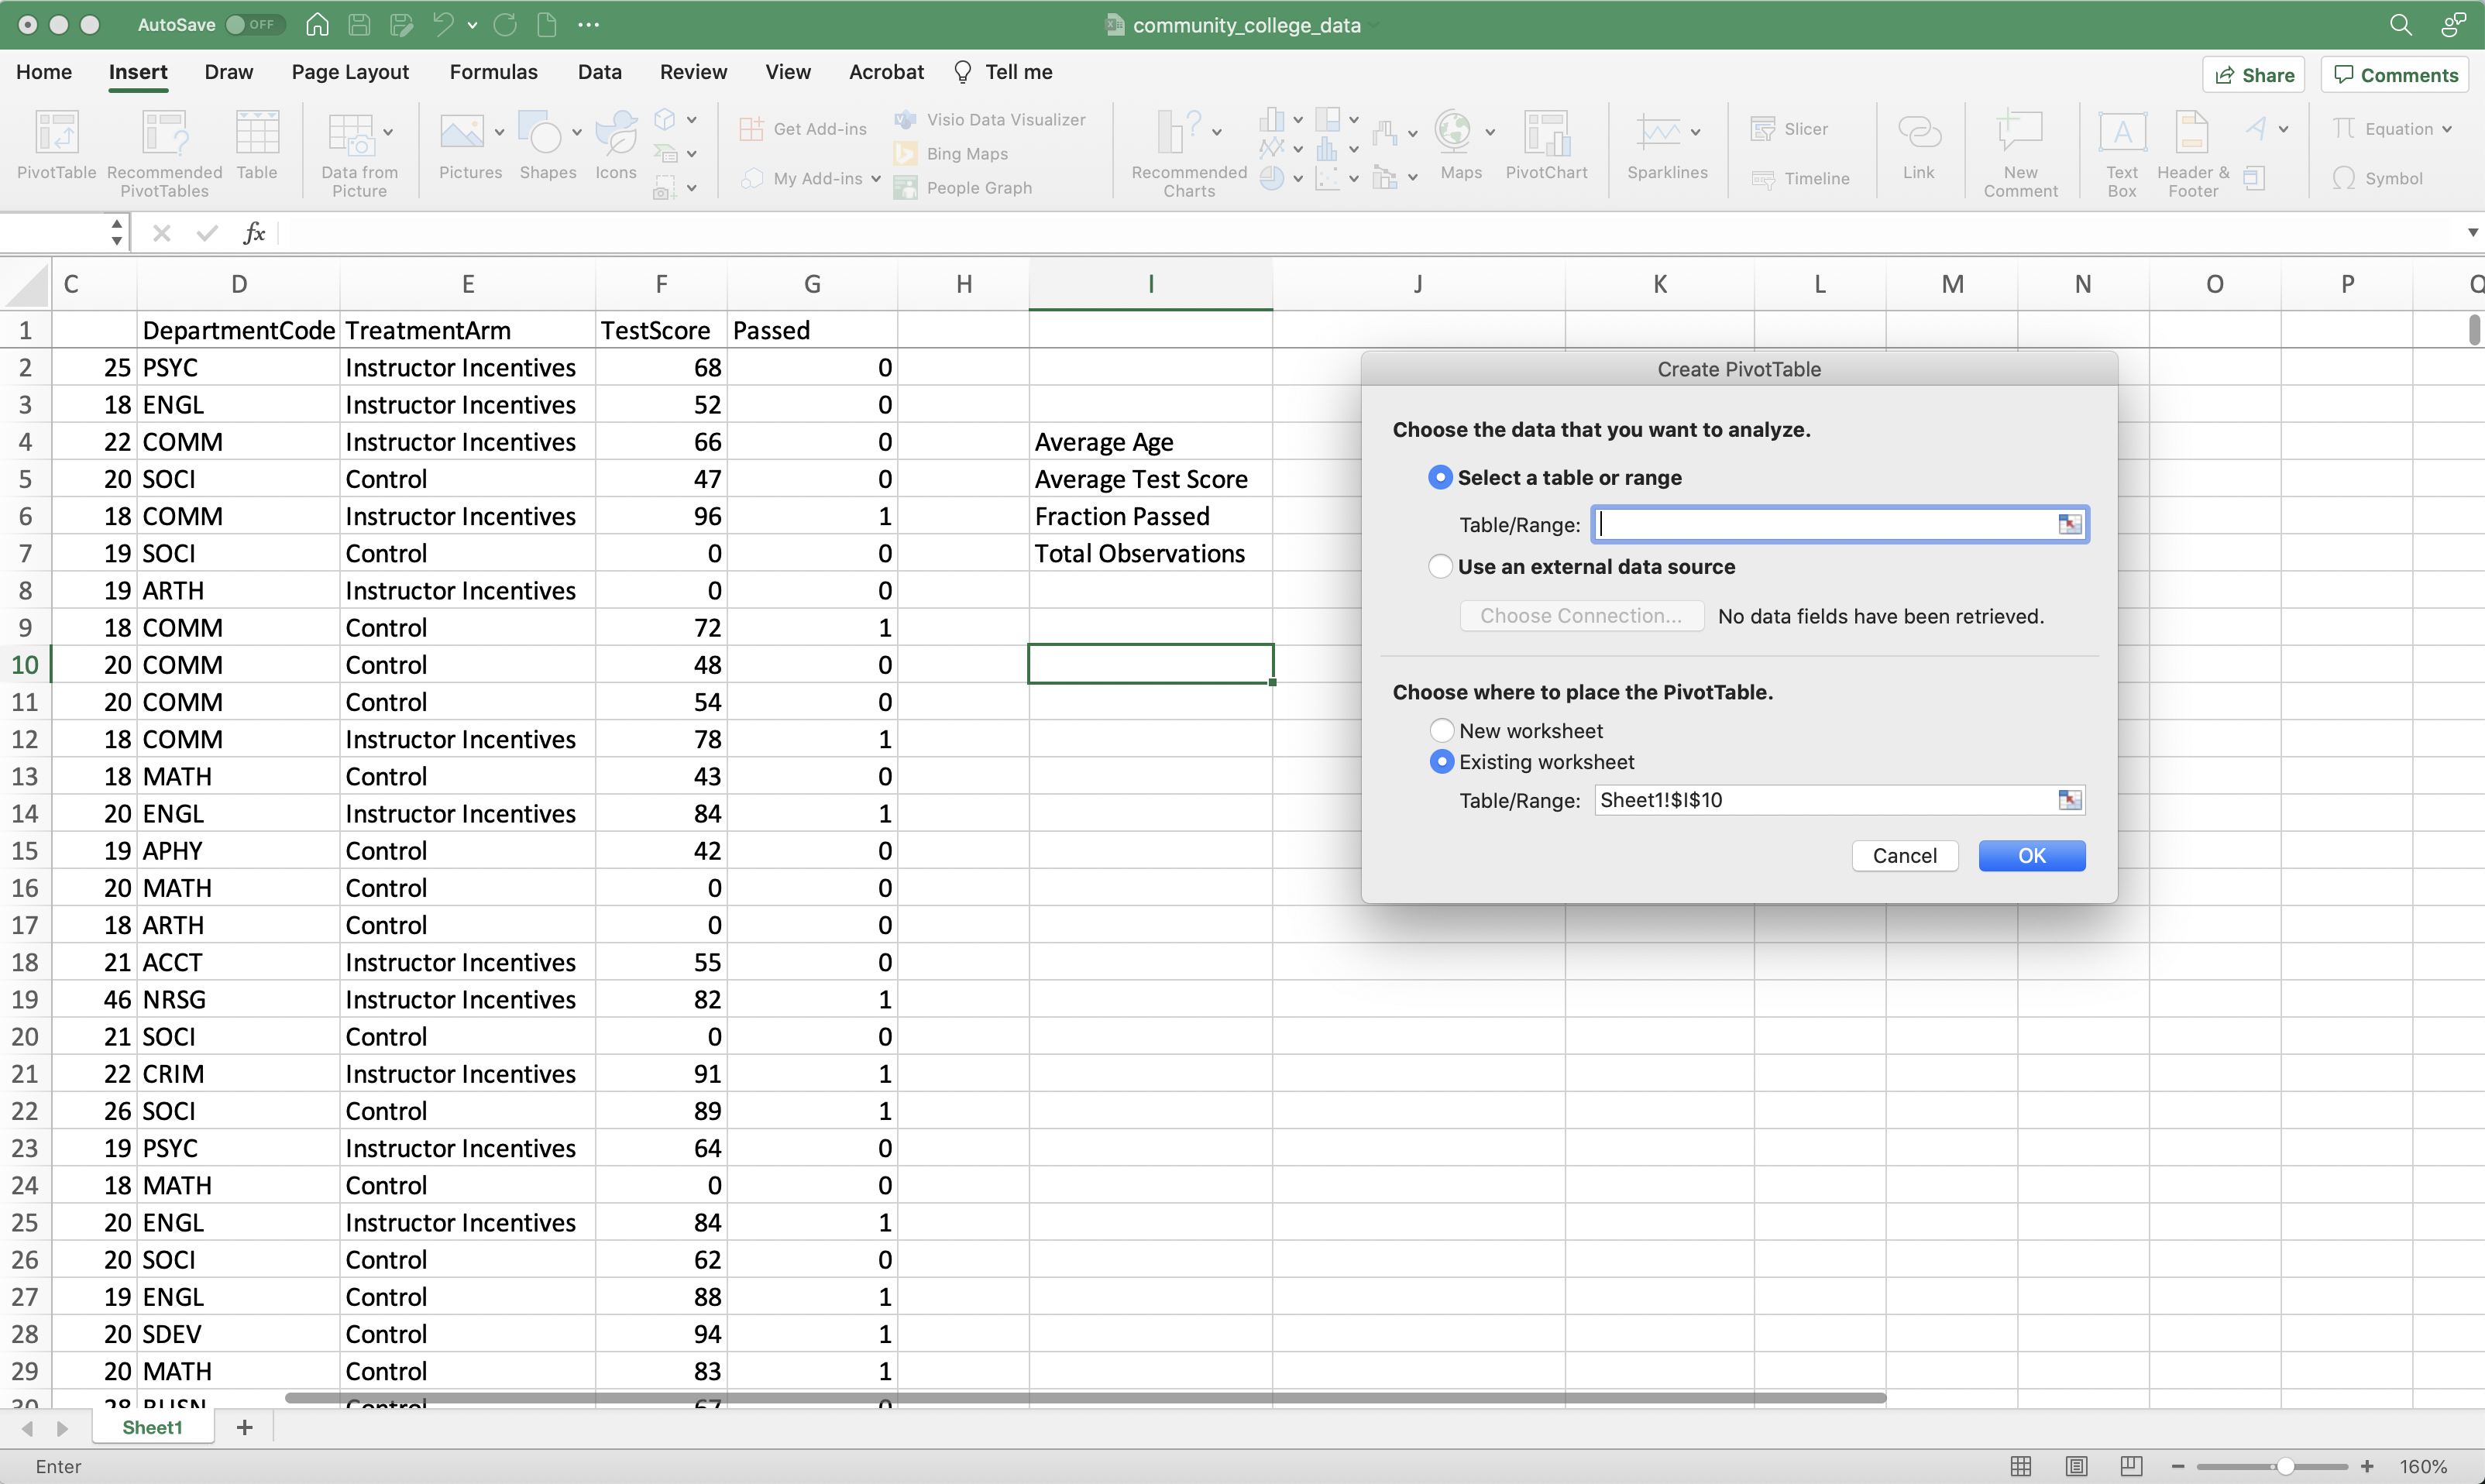 AutoSave OFF community_college_data
Home Insert Draw Page Layout Formulas Data Review View Acrobat Tell me Share Comments
PivotTable Recommended PivotTables Table Data from Picture Pictures Shapes Icons Get Add-ins My Add-ins Visio Data Visualizer Bing Maps People Graph Recommended Charts Maps PivotChart Sparklines Slicer Timeline Link New Comment Text Box Header & Footer Equation Symbol
fx
C D E F G H I J K L M N O P Q
1 DepartmentCode TreatmentArm TestScore Passed
2 25 PSYC Instructor Incentives 68 0
3 18 ENGL Instructor Incentives 52 0
4 22 COMM Instructor Incentives 66 0 Average Age
5 20 SOCI Control 47 0 Average Test Score
6 18 COMM Instructor Incentives 96 1 Fraction Passed
7 19 SOCI Control 0 0 Total Observations
8 19 ARTH Instructor Incentives 0 0
9 18 COMM Control 72 1
10 20 COMM Control 48 0
11 20 COMM Control 54 0
12 18 COMM Instructor Incentives 78 1
13 18 MATH Control 43 0
14 20 ENGL Instructor Incentives 84 1
15 19 APHY Control 42 0
16 20 MATH Control 0 0
17 18 ARTH Control 0 0
18 21 ACCT Instructor Incentives 55 0
19 46 NRSG Instructor Incentives 82 1
20 21 SOCI Control 0 0
21 22 CRIM Instructor Incentives 91 1
22 26 SOCI Control 89 1
23 19 PSYC Instructor Incentives 64 0
24 18 MATH Control 0 0
25 20 ENGL Instructor Incentives 84 1
26 20 SOCI Control 62 0
27 19 ENGL Control 88 1
28 20 SDEV Control 94 1
29 20 MATH Control 83 1
30 28 BUSN Control 67 0
Create PivotTable
Choose the data that you want to analyze.
Select a table or range
Table/Range:
Use an external data source
Choose Connection... No data fields have been retrieved.
Choose where to place the PivotTable.
New worksheet
Existing worksheet
Table/Range: Sheet1!$I$10
Cancel OK
Sheet1 +
Enter 160%